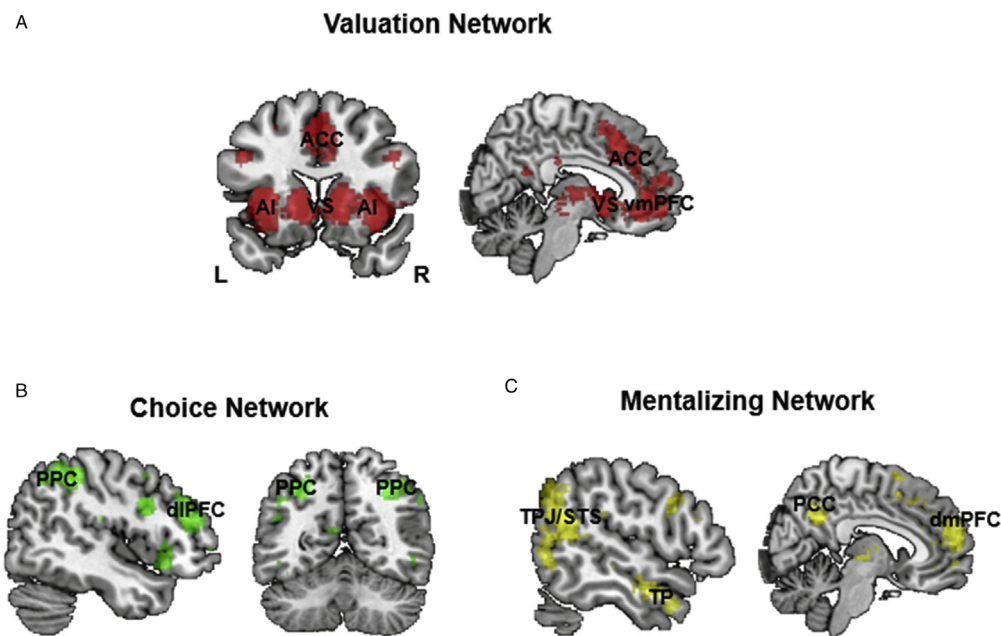 A
Valuation Network
ACC
AI VS AI
L R
ACC
VS vmPFC
B
Choice Network
PPC
dlPFC
PPC PPC
C
Mentalizing Network
TPJ/STS
TP
PCC
dmPFC